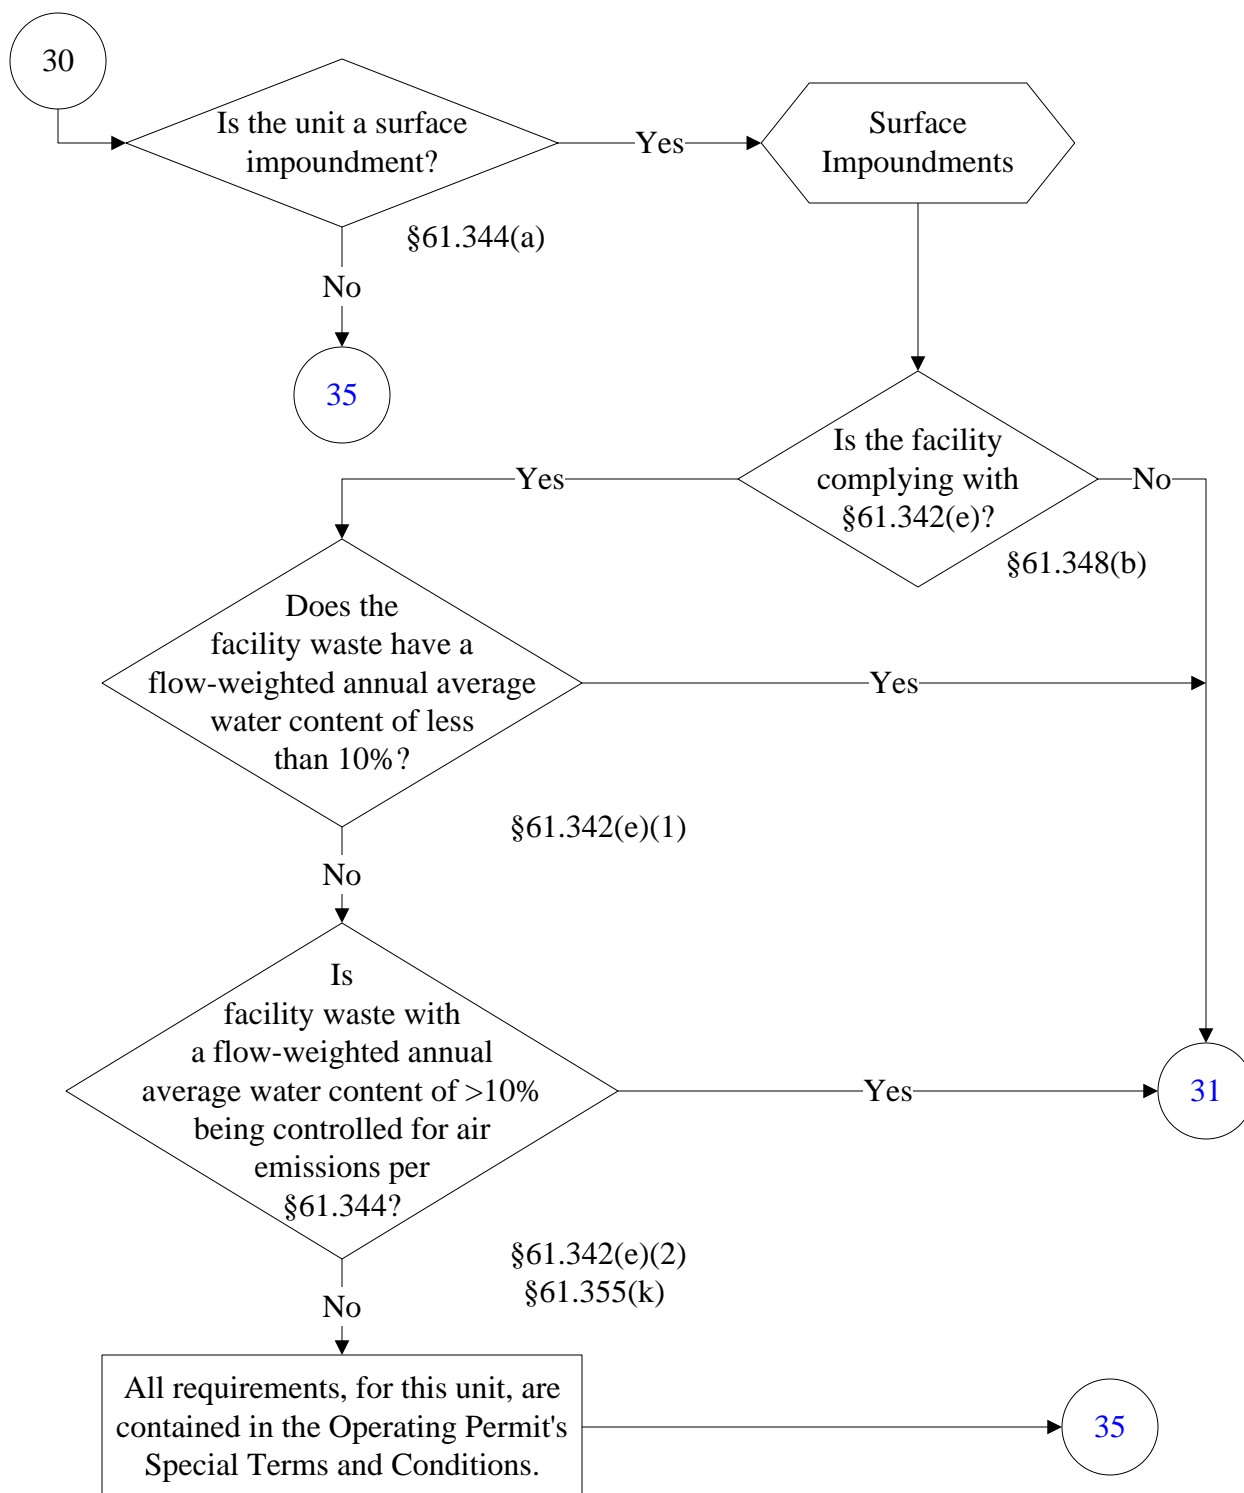 30
Is the unit a surface
impoundment?
Yes
Surface
Impoundments
§61.344(a)
No
35
Is the facility
complying with
§61.342(e)?
Yes
No
§61.348(b)
Does the
facility waste have a
flow-weighted annual average
water content of less
than 10%?
Yes
§61.342(e)(1)
No
Is
facility waste with
a flow-weighted annual
average water content of >10%
being controlled for air
emissions per
§61.344?
Yes
31
§61.342(e)(2)
§61.355(k)
No
All requirements, for this unit, are
contained in the Operating Permit's
Special Terms and Conditions.
35